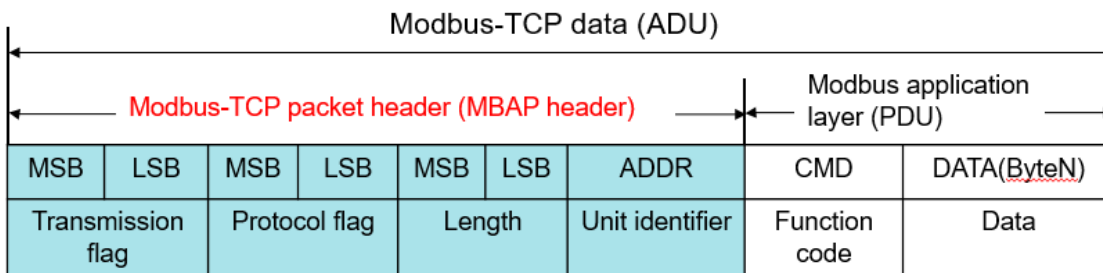 Modbus-TCP data (ADU)
Modbus-TCP packet header (MBAP header)
Modbus application
layer (PDU)
MSB LSB MSB LSB MSB LSB ADDR CMD DATA(ByteN)
Transmission
flag
Protocol flag
Length
Unit identifier
Function
code
Data